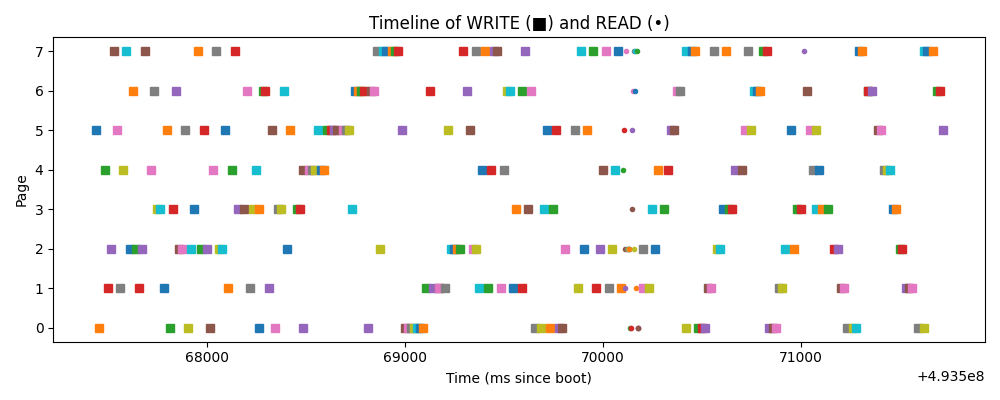 Timeline of WRITE (■) and READ (•)
7
6
5
4
3
2
1
0
Page
68000 69000 70000 71000
Time (ms since boot)
+4.935e8